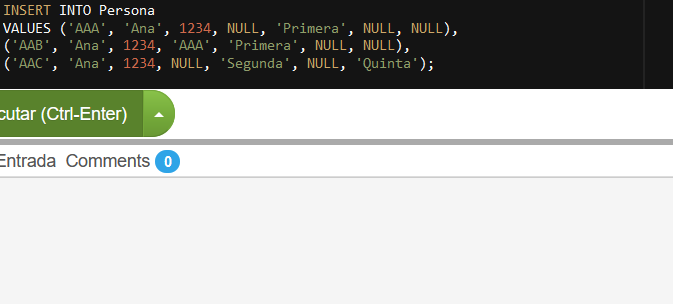 INSERT INTO Persona
VALUES ('AAA', 'Ana', 1234, NULL, 'Primera', NULL, NULL),
('AAB', 'Ana', 1234, 'AAA', 'Primera', NULL, NULL),
('AAC', 'Ana', 1234, NULL, 'Segunda', NULL, 'Quinta');
cutar (Ctrl-Enter)
Entrada Comments 0